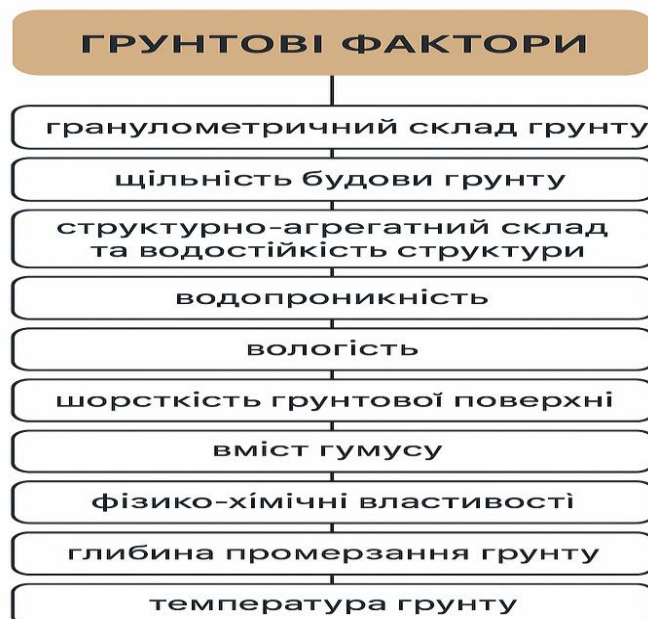 ГРУНТОВІ ФАКТОРИ
гранулометричний склад грунту
щільність будови грунту
структурно-агрегатний склад
та водостійкість структури
водопроникність
вологість
шорсткість грунтової поверхні
вміст гумусу
фізико-хімічні властивості
глибина промерзання грунту
температура грунту